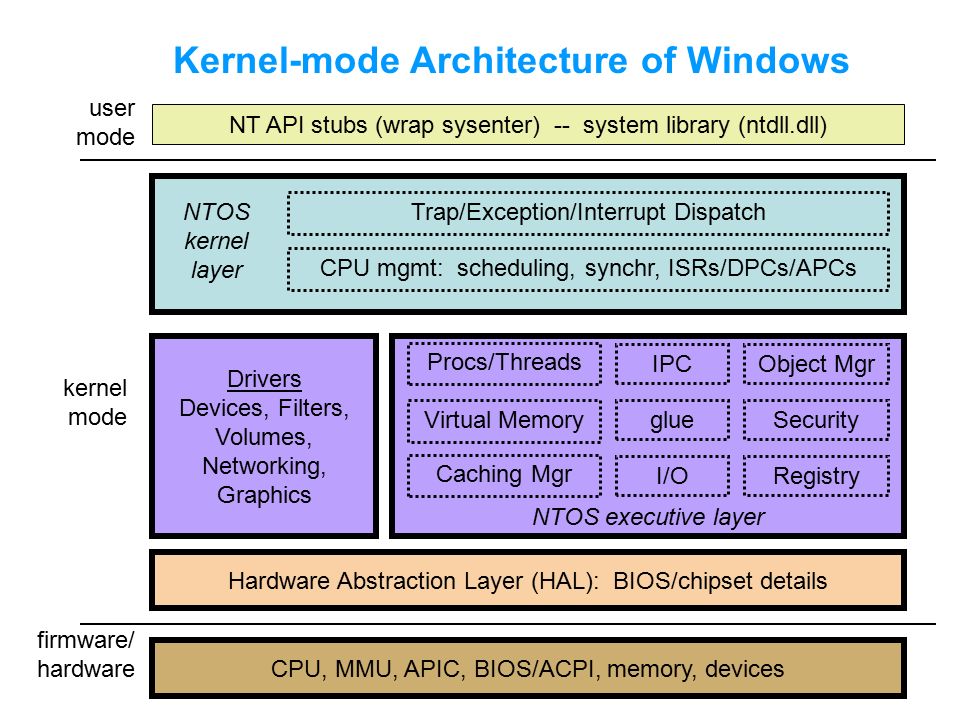 Kernel-mode Architecture of Windows
user
mode
NT API stubs (wrap sysenter) -- system library (ntdll.dll)
NTOS
kernel
layer
Trap/Exception/Interrupt Dispatch
CPU mgmt: scheduling, synchr, ISRs/DPCs/APCs
kernel
mode
Drivers
Devices, Filters,
Volumes,
Networking,
Graphics
Procs/Threads
IPC
Object Mgr
Virtual Memory
glue
Security
Caching Mgr
I/O
Registry
NTOS executive layer
Hardware Abstraction Layer (HAL): BIOS/chipset details
firmware/
hardware
CPU, MMU, APIC, BIOS/ACPI, memory, devices